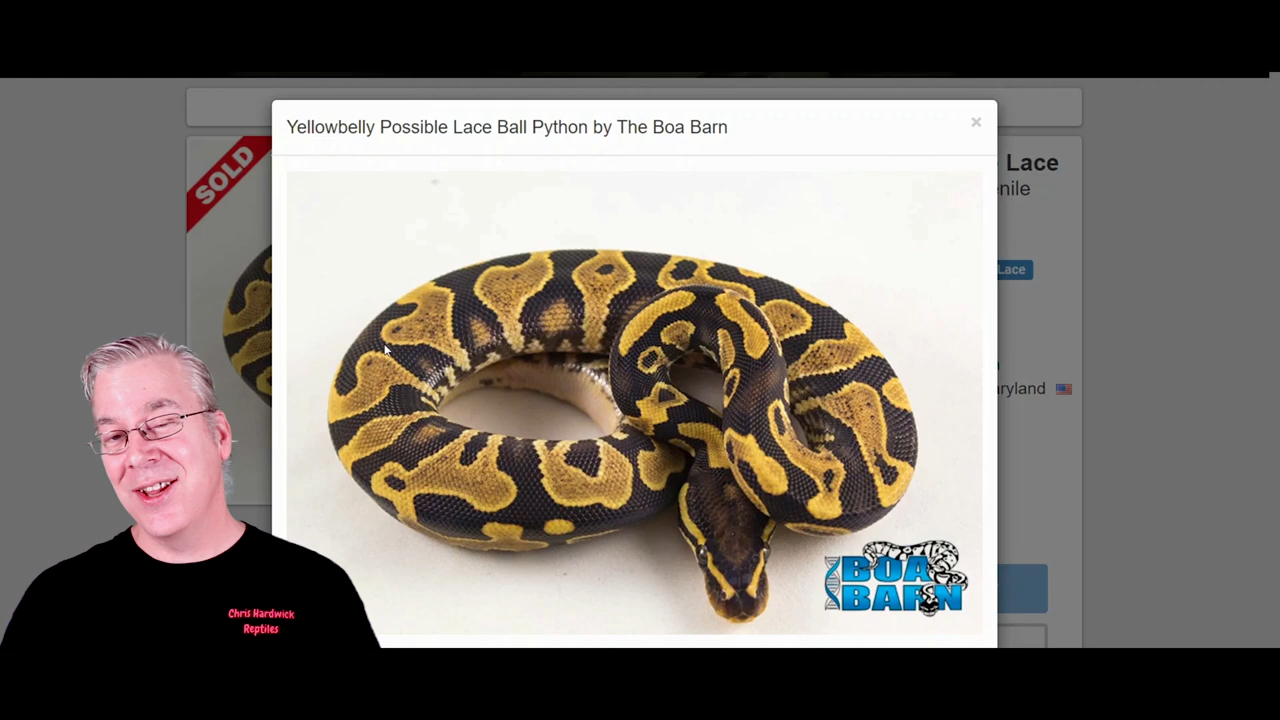 Yellowbelly Possible Lace Ball Python by The Boa Barn
×
SOLD
Lace
enile
Lace
aryland
BOA
BARN
Chris Hardwick
Reptiles